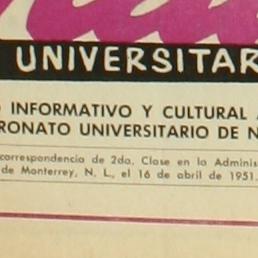 UNIVERSITAR
O INFORMATIVO Y CULTURAL
RONATO UNIVERSITARIO DE N
correspondencia de 2da. Clase en la Adminis
de Monterrey, N. L., el 16 de abril de 1951.